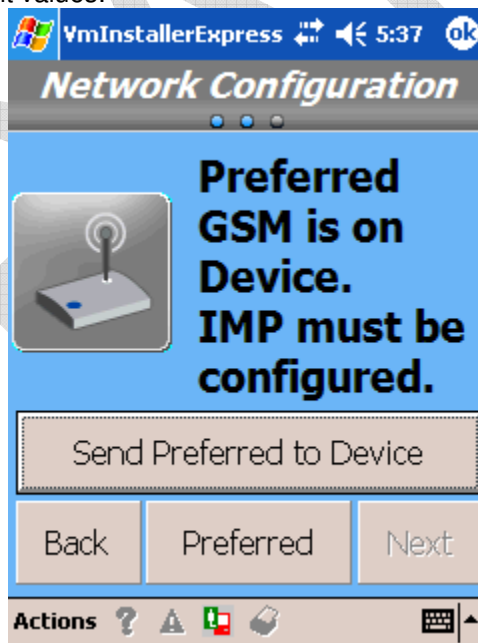 VmInstallerExpress 5:37 ok
Network Configuration
Preferred
GSM is on
Device.
IMP must be
configured.
Send Preferred to Device
Back Preferred Next
Actions